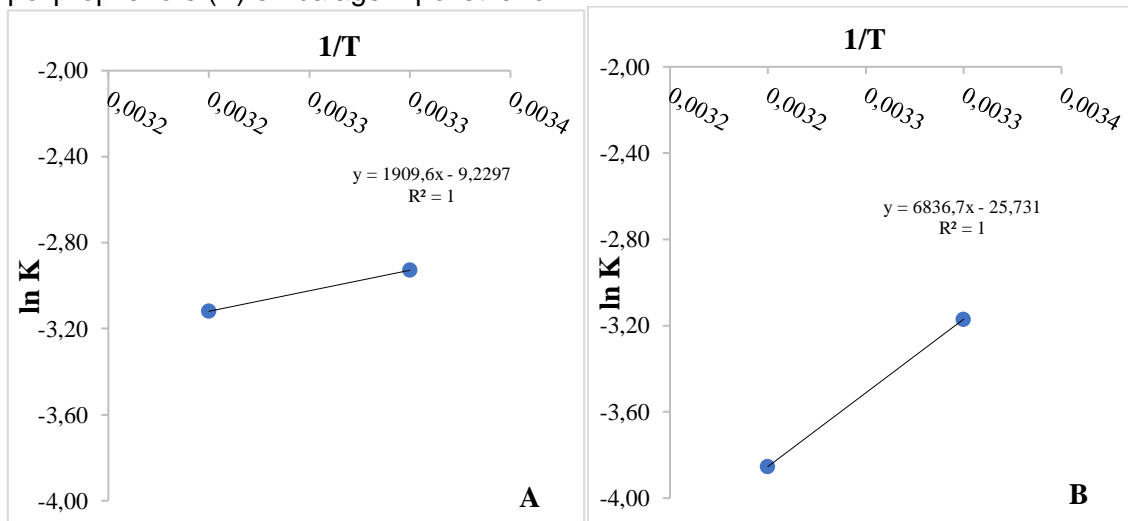 1/T
-2,00
-2,40
-2,80
-3,20
-3,60
-4,00
0,0032
0,0032
0,0033
0,0033
0,0034
y = 1909,6x - 9,2297
R² = 1
ln K
A
1/T
-2,00
-2,40
-2,80
-3,20
-3,60
-4,00
0,0032
0,0032
0,0033
0,0033
0,0034
y = 6836,7x - 25,731
R² = 1
ln K
B